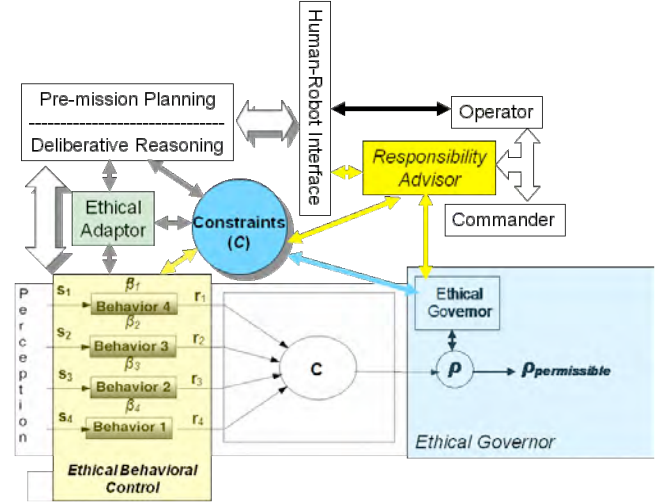 Pre-mission Planning
Deliberative Reasoning
Human-Robot Interface
Operator
Responsibility
Advisor
Commander
Ethical
Adaptor
Constraints
(C)
Perception
s1
β1
Behavior 4
r1
s2
β2
Behavior 3
r2
s3
β3
Behavior 2
r3
s4
β4
Behavior 1
r4
Ethical Behavioral
Control
C
Ethical
Governor
ρ
ρpermissible
Ethical Governor